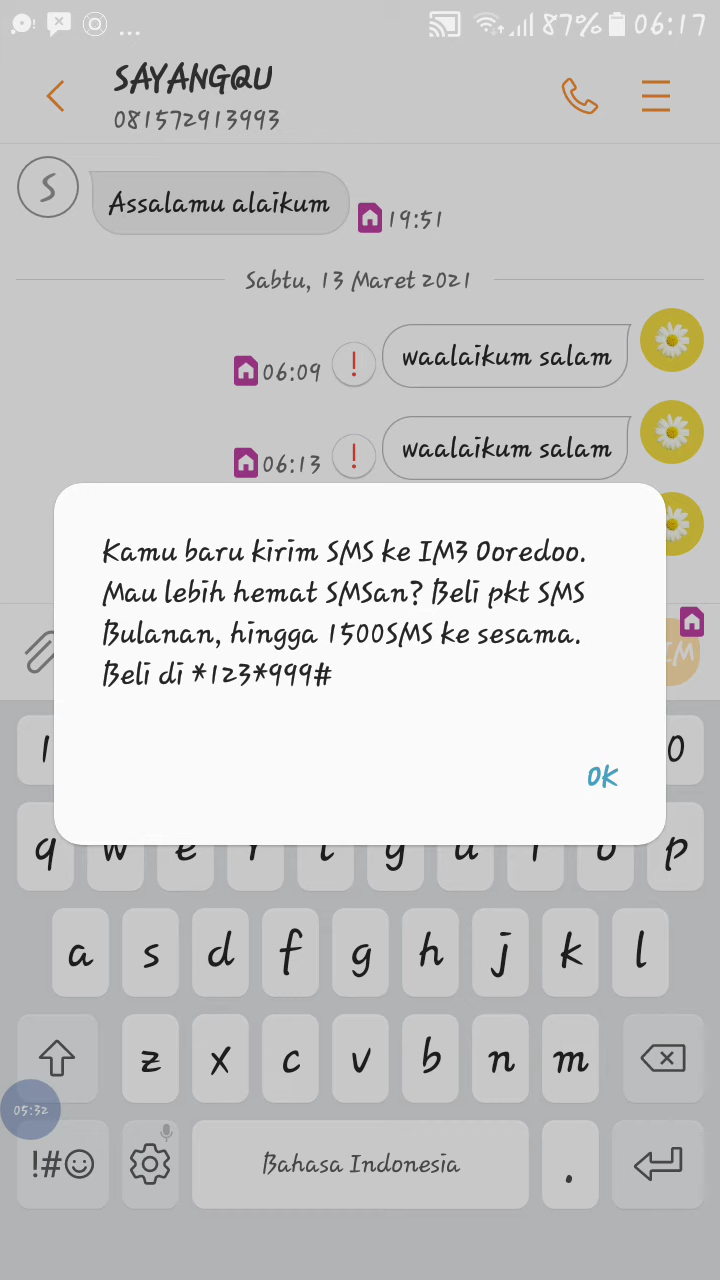 ... 87% 06:17
SAYANGQU
081572913993
S
Assalamu alaikum
19:51
Sabtu, 13 Maret 2021
06:09 ! waalaikum salam
06:13 ! waalaikum salam
Kamu baru kirim SMS ke IM3 Ooredoo.
Mau lebih hemat SMSan? Beli pkt SMS
Bulanan, hingga 1500SMS ke sesama.
Beli di *123*999#
OK
1 0
q w e r t y u i o p
a s d f g h j k l
z x c v b n m
05:32
!#☺ Bahasa Indonesia .